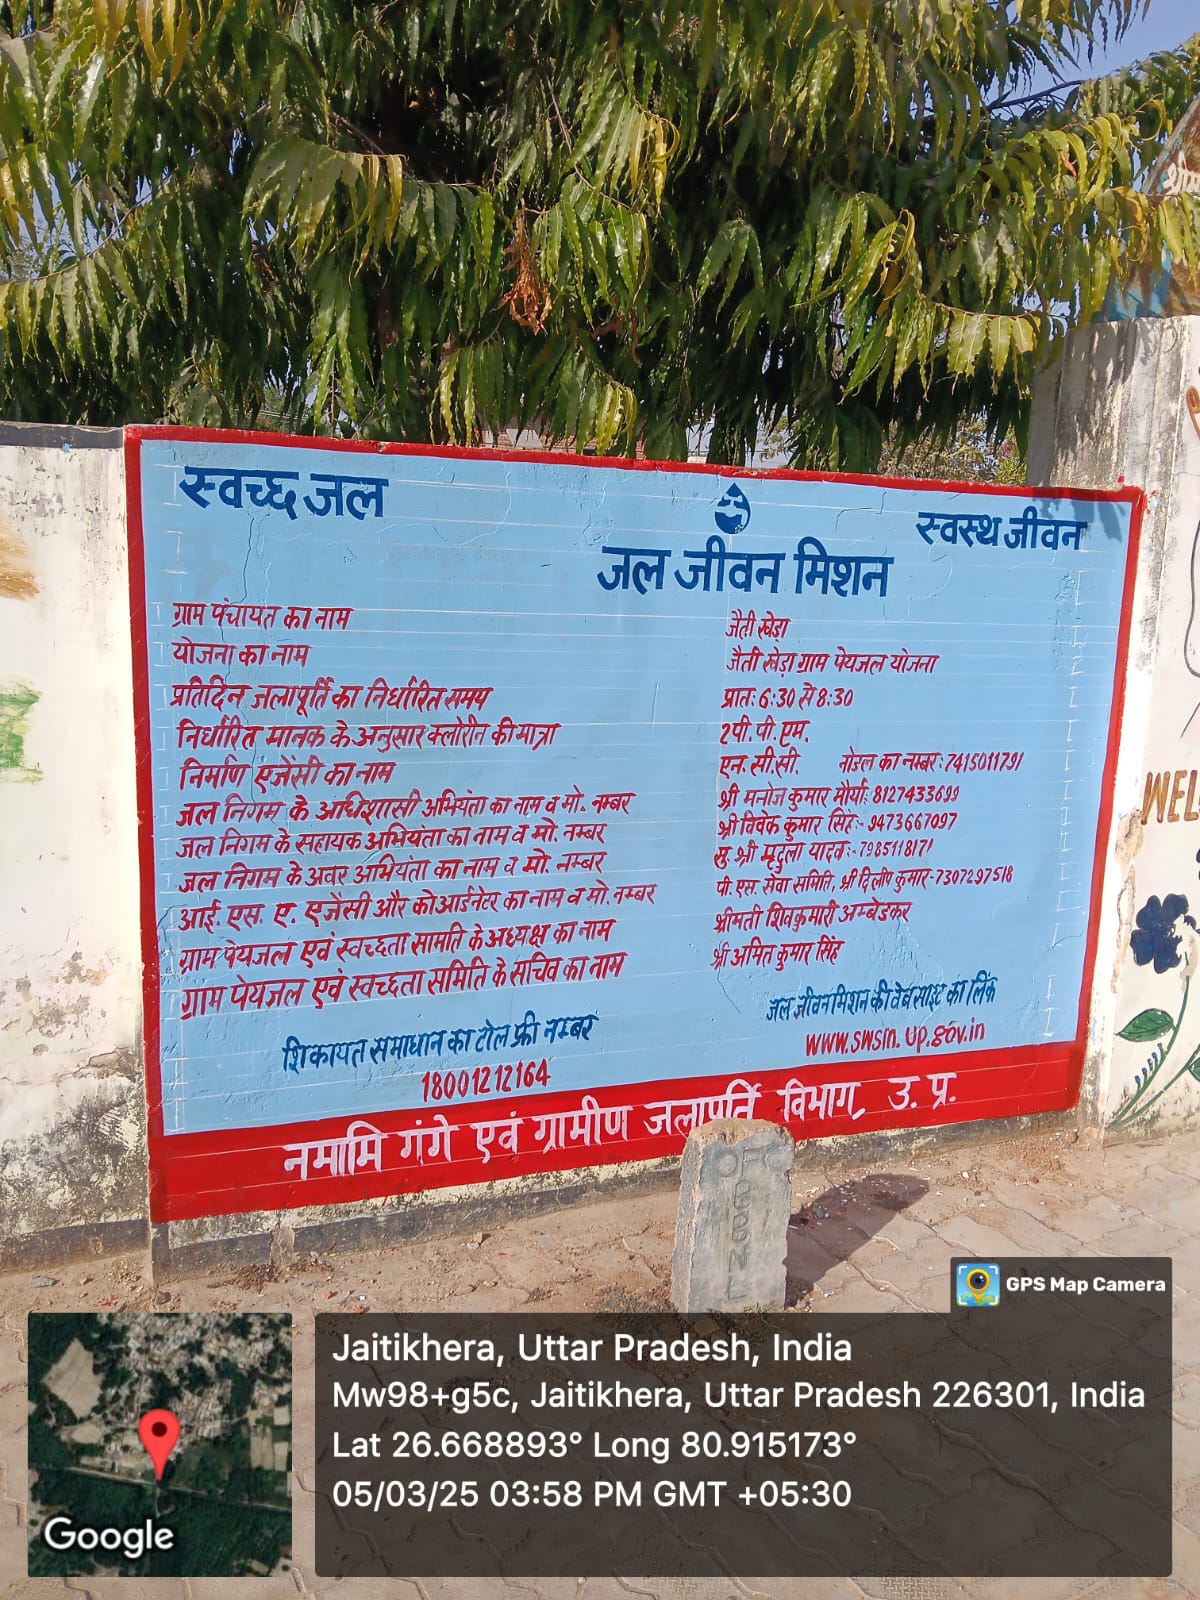 स्वच्छ जल
स्वस्थ जीवन
जल जीवन मिशन
ग्राम पंचायत का नाम जैती खेड़ा
योजना का नाम जैती खेड़ा ग्राम पेयजल योजना
प्रतिदिन जलापूर्ति का निर्धारित समय प्रातः 6:30 से 8:30
निर्धारित मानक के अनुसार क्लोरीन की मात्रा 2पी.पी.एम.
निर्माण एजेंसी का नाम एन.सी.सी. नोडल का नम्बर: 7415011791
जल निगम के अधिशासी अभियंता का नाम व मो. नम्बर श्री मनोज कुमार मौर्या: 8127433699
जल निगम के सहायक अभियंता का नाम व मो. नम्बर श्री विवेक कुमार सिंह:- 9473667097
जल निगम के अवर अभियंता का नाम व मो. नम्बर सु. श्री मृदुला यादव:- 798511817
आई. एस. ए. एजेंसी और कोआर्डनेटर का नाम व मो. नम्बर पी. एस. सेवा समिति, श्री दिलीप कुमार-7307297518
ग्राम पेयजल एवं स्वच्छता समिति के अध्यक्ष का नाम श्रीमती शिवकुमारी अम्बेडकर
ग्राम पेयजल एवं स्वच्छता समिति के सचिव का नाम श्री अमित कुमार सिंह
शिकायत समाधान का टोल फ्री नम्बर
18001212164
जल जीवन मिशन की वेबसाइट का लिंक
www.swsm.up.gov.in
नमामि गंगे एवं ग्रामीण जलापूर्ति विभाग, उ. प्र.
WEL
GPS Map Camera
Jaitikhera, Uttar Pradesh, India
Mw98+g5c, Jaitikhera, Uttar Pradesh 226301, India
Lat 26.668893° Long 80.915173°
05/03/25 03:58 PM GMT +05:30
Google